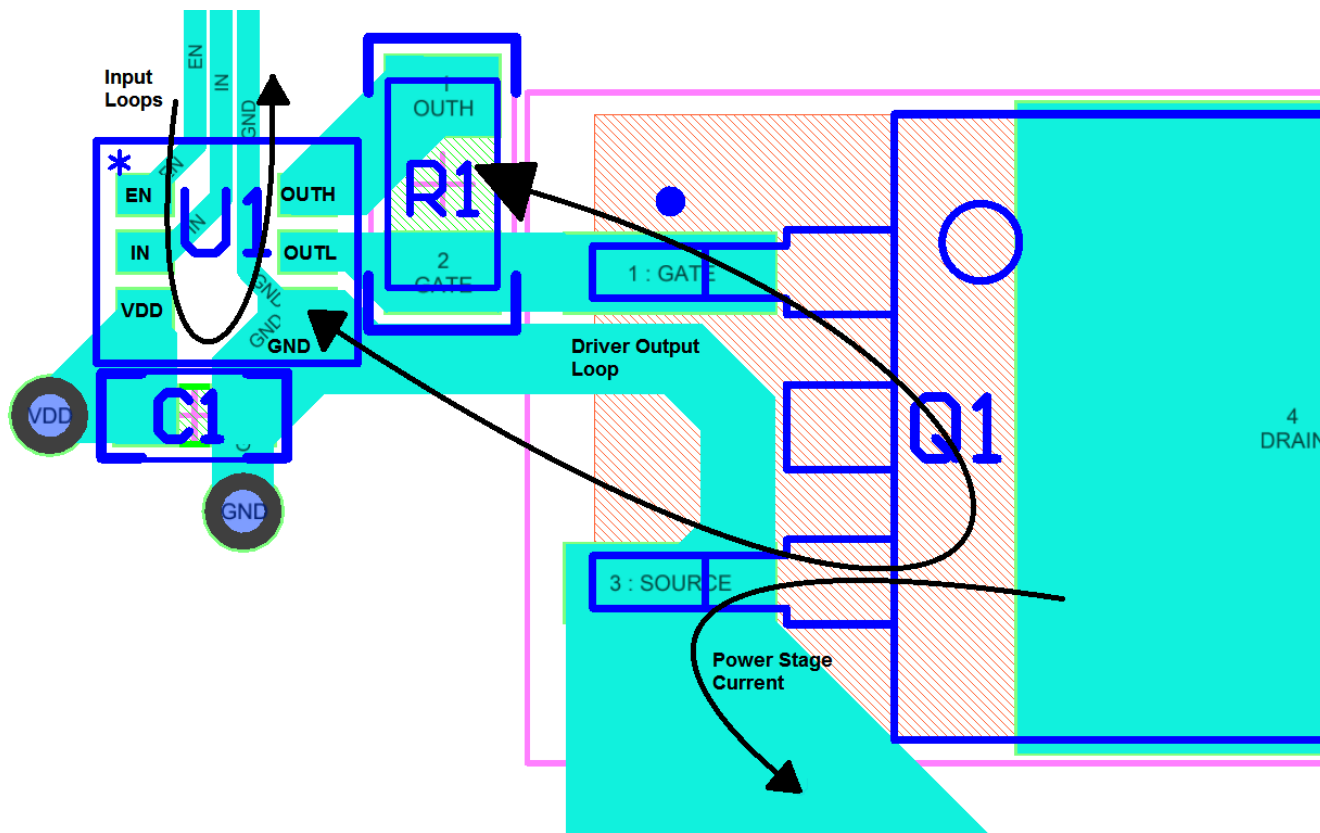 EN
IN
GND
Input
Loops
1
OUTH
*
EN
IN
EN
OUTH
U1
R1
IN
OUTL
VDD
GND
GND
GND
2
GATE
1 : GATE
Driver Output
Loop
C1
VDD
GND
Q1
4
DRAIN
3 : SOURCE
Power Stage
Current